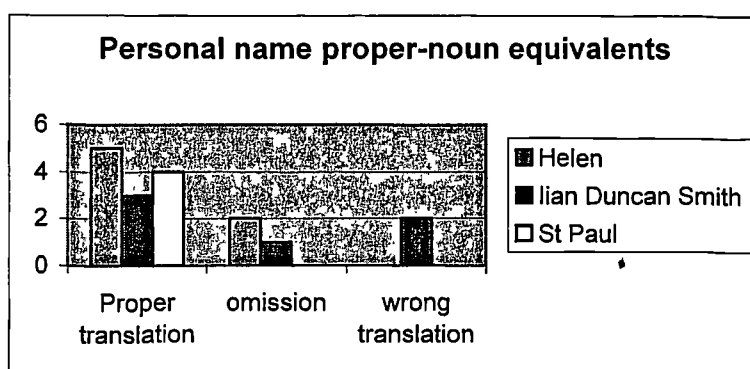 Personal name proper-noun equivalents
6
4
2
0
Proper translation
omission
wrong translation
Helen
Iian Duncan Smith
St Paul